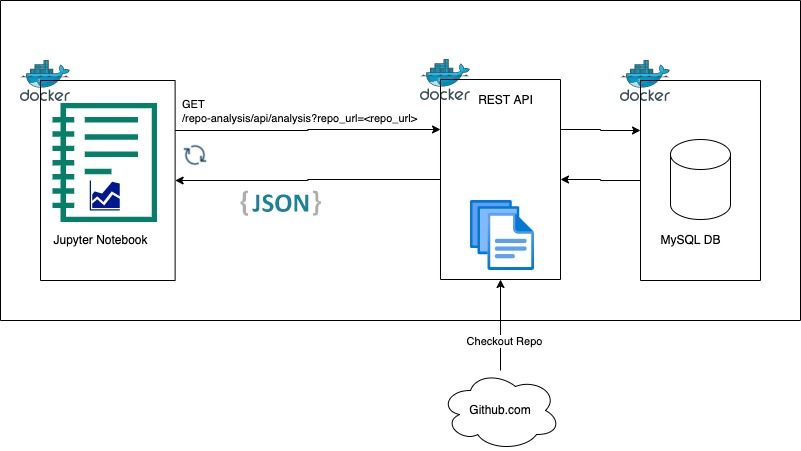 docker
docker
docker
GET
/repo-analysis/api/analysis?repo_url=<repo_url>
REST API
{JSON}
Jupyter Notebook
MySQL DB
Checkout Repo
Github.com